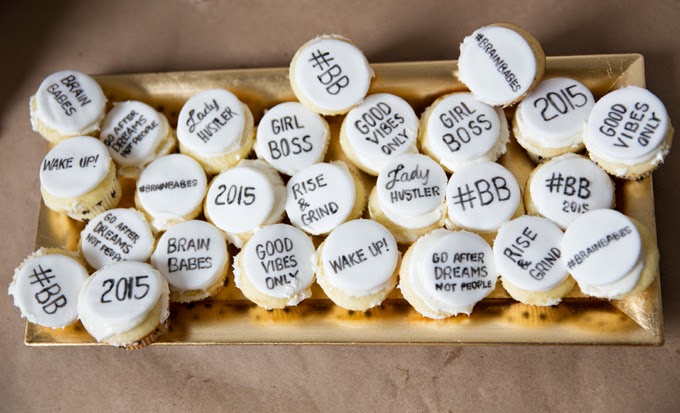 BRAIN
BABES
GO AFTER
DREAMS
NOT PEOPLE
Lady
HUSTLER
#BB
#BRAINBABES
2015
GOOD
VIBES
ONLY
GIRL
BOSS
GOOD
VIBES
ONLY
GIRL
BOSS
WAKE UP!
#BRAINBABES
2015
RISE
&
GRIND
Lady
HUSTLER
#BB
#BB
2015
GO AFTER
DREAMS
NOT PEOPLE
BRAIN
BABES
GOOD
VIBES
ONLY
WAKE UP!
GO AFTER
DREAMS
NOT PEOPLE
RISE
&
GRIND
#BRAINBABES
#BB
2015